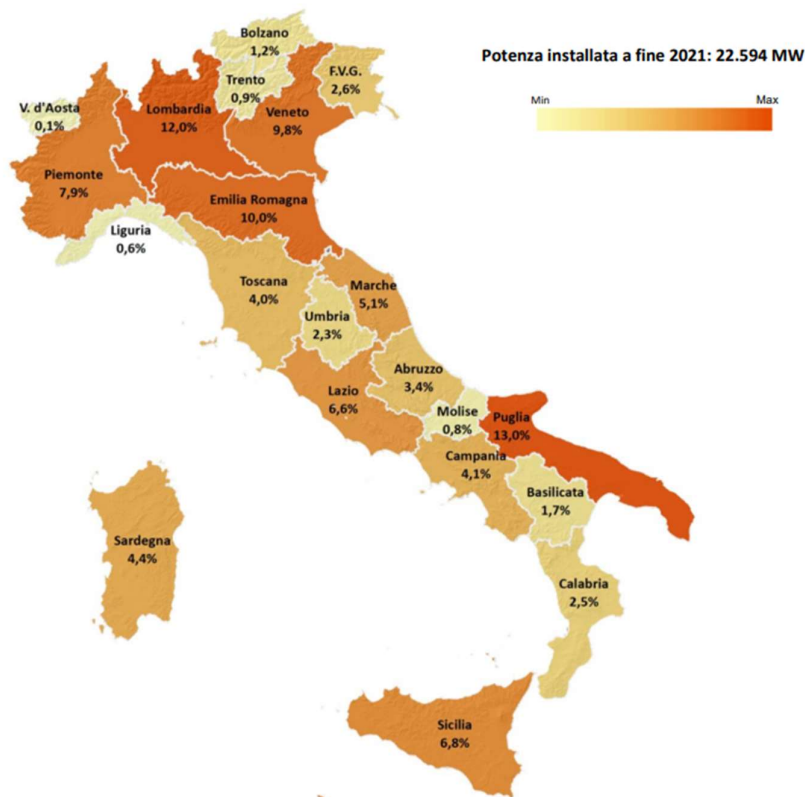 Potenza installata a fine 2021: 22.594 MW
Min
Max
Bolzano
1,2%
Trento
0,9%
F.V.G.
2,6%
V. d'Aosta
0,1%
Lombardia
12,0%
Veneto
9,8%
Piemonte
7,9%
Emilia Romagna
10,0%
Liguria
0,6%
Toscana
4,0%
Marche
5,1%
Umbria
2,3%
Abruzzo
3,4%
Lazio
6,6%
Molise
0,8%
Puglia
13,0%
Campania
4,1%
Basilicata
1,7%
Sardegna
4,4%
Calabria
2,5%
Sicilia
6,8%